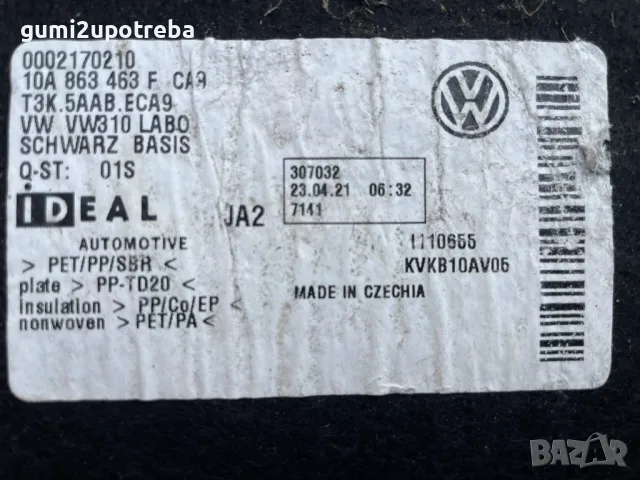 gumi2upotreba
0002170210
10A 863 463 F CA9
T3K.5AAB.ECA9
VW VW310 LABO
SCHWARZ BASIS
Q-ST: 01S
IDEAL
AUTOMOTIVE
JA2
307032
23.04.21 06:32
7141
1110655
KVKB10AV05
> PET/PP/SBR <
plate > PP-TD20 <
insulation > PP/Co/EP <
nonwoven > PET/PA <
MADE IN CZECHIA
VW
BAZAR